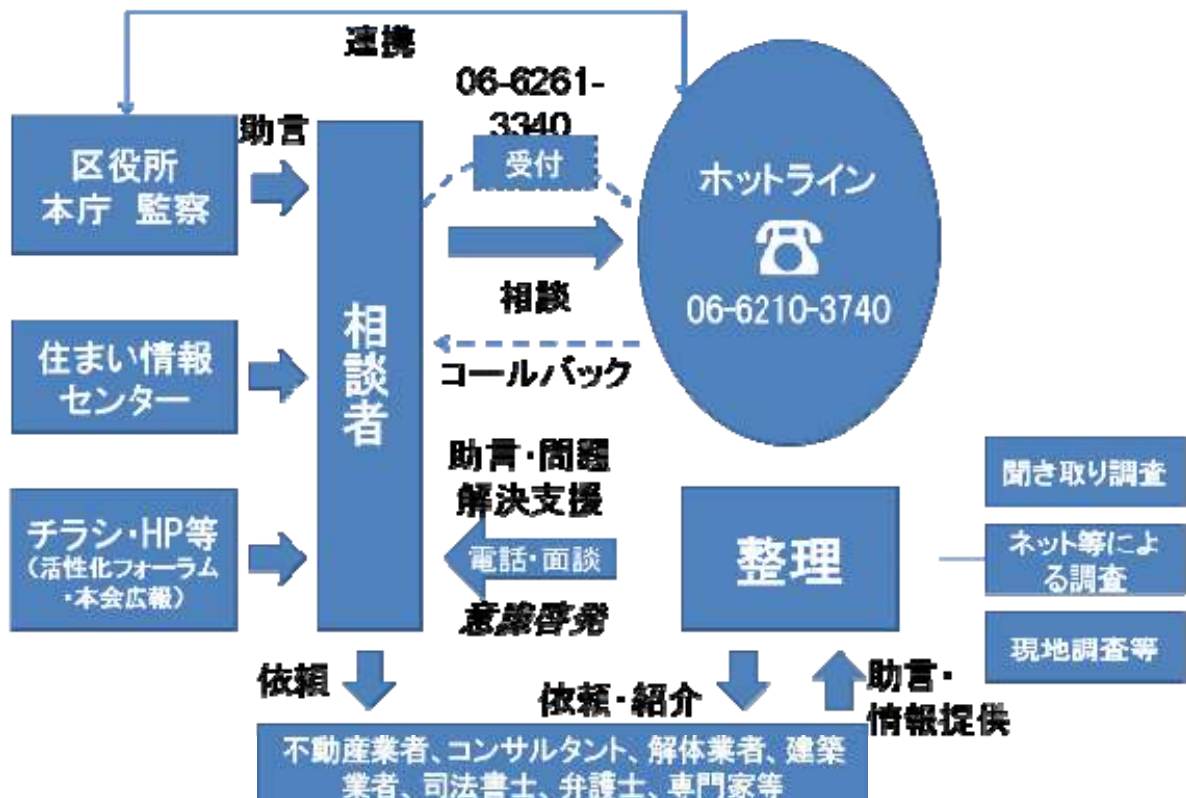 連携
06-6261-
3340
受付
助言
区役所
本庁　監察
ホットライン
06-6210-3740
相談
コールバック
相談者
住まい情報
センター
助言・問題
解決支援
電話・面談
意識啓発
チラシ・HP等
（活性化フォーラム
・本会広報）
整理
聞き取り調査
ネット等によ
る調査
現地調査等
依頼
依頼・紹介
助言・
情報提供
不動産業者、コンサルタント、解体業者、建築
業者、司法書士、弁護士、専門家等